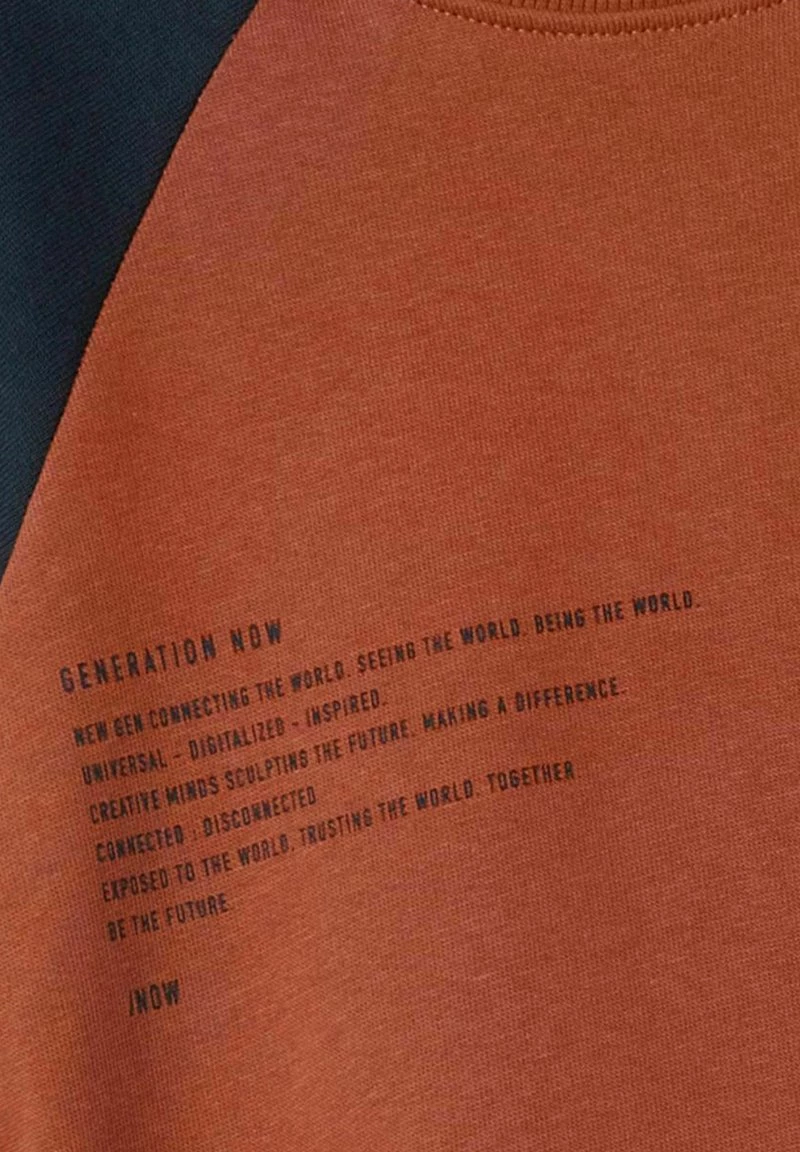 GENERATION NOW
NEW GEN CONNECTING THE WORLD. SEEING THE WORLD. BEING THE WORLD.
UNIVERSAL - DIGITALIZED - INSPIRED.
CREATIVE MINDS SCULPTING THE FUTURE. MAKING A DIFFERENCE.
CONNECTED - DISCONNECTED
EXPOSED TO THE WORLD. TRUSTING THE WORLD. TOGETHER
BE THE FUTURE.
/NOW